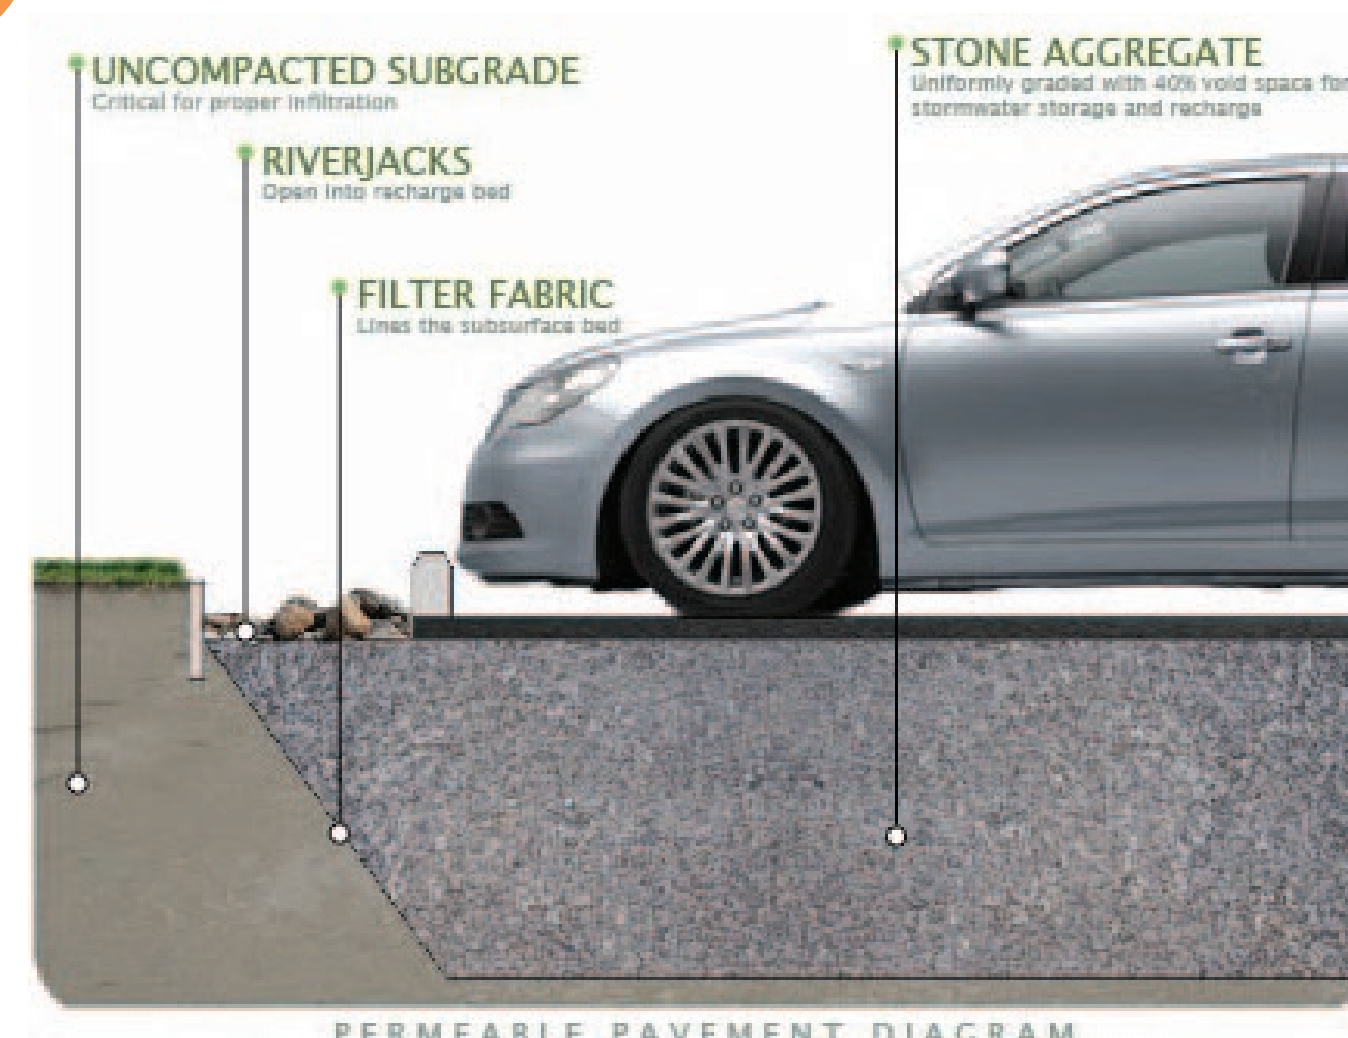 UNCOMPACTED SUBGRADE
Critical for proper infiltration
RIVERJACKS
Open into recharge bed
FILTER FABRIC
Lines the subsurface bed
STONE AGGREGATE
Uniformly graded with 40% void space for
stormwater storage and recharge
PERMEABLE PAVEMENT DIAGRAM